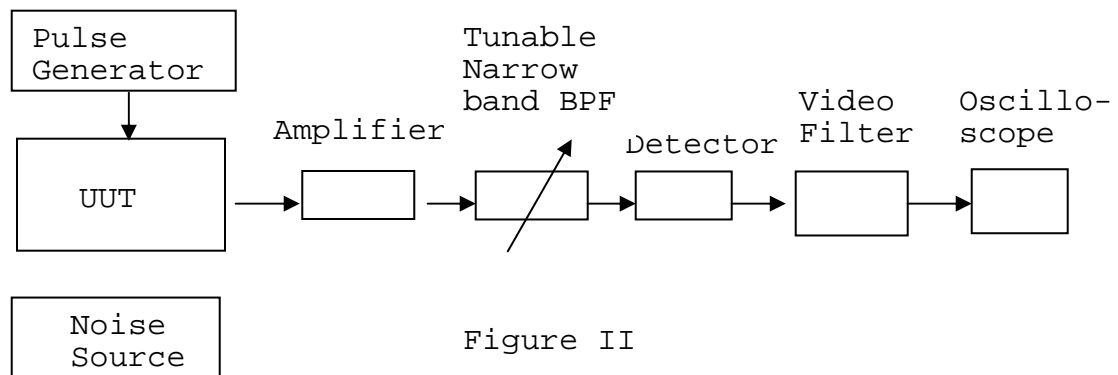 Pulse
Generator
Tunable
Narrow
band BPF
Video
Filter
Oscillo-
scope
Amplifier
Detector
UUT
Noise
Source
Figure II